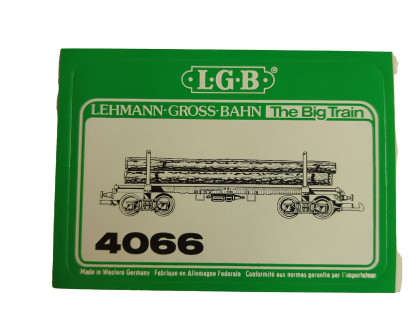 ·L·G·B·®
LEHMANN-GROSS-BAHN The Big Train
4066
Made in Western Germany Fabrique en Allemagne Federale Conformité aux normes garantie par l'importateur